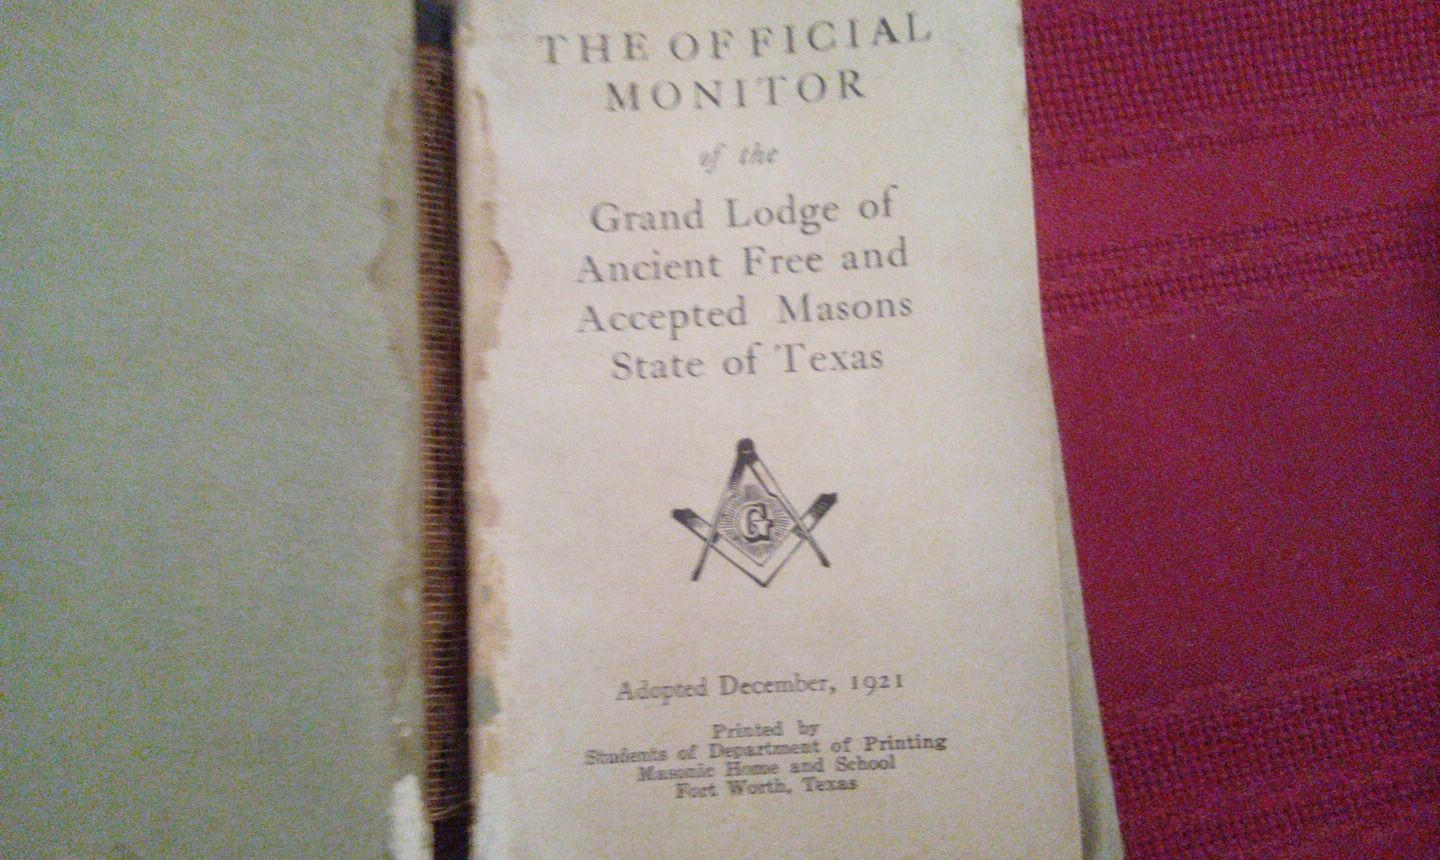 THE OFFICIAL
MONITOR
of the
Grand Lodge of
Ancient Free and
Accepted Masons
State of Texas
G
Adopted December, 1921
Printed by
Students of Department of Printing
Masonic Home and School
Fort Worth, Texas